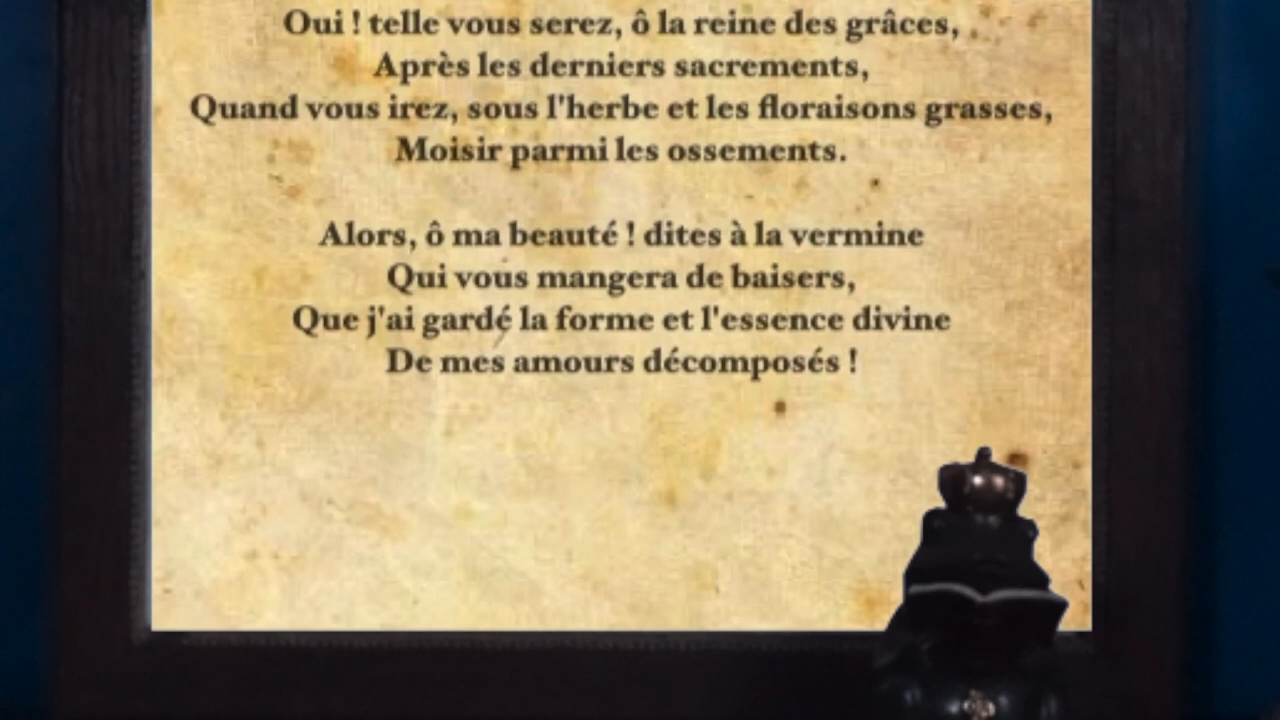 Oui ! telle vous serez, ô la reine des grâces,
Après les derniers sacrements,
Quand vous irez, sous l'herbe et les floraisons grasses,
Moisir parmi les ossements.
Alors, ô ma beauté ! dites à la vermine
Qui vous mangera de baisers,
Que j'ai gardé la forme et l'essence divine
De mes amours décomposés !